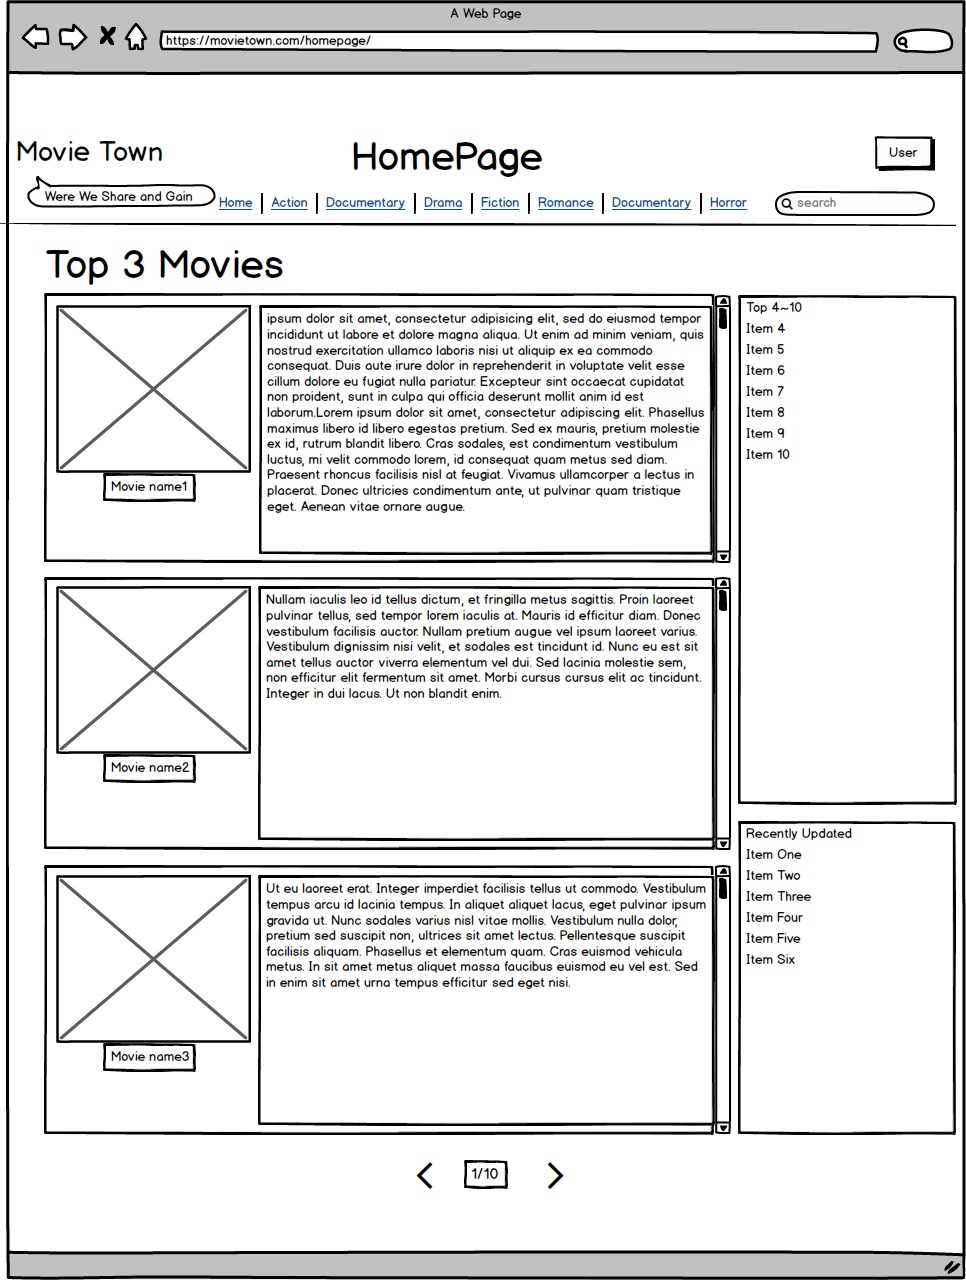 A Web Page
https://movietown.com/homepage/
Movie Town
HomePage
User
Were We Share and Gain
Home
Action
Documentary
Drama
Fiction
Romance
Documentary
Horror
search
Top 3 Movies
ipsum dolor sit amet, consectetur adipisicing elit, sed do eiusmod tempor
incididunt ut labore et dolore magna aliqua. Ut enim ad minim veniam, quis
nostrud exercitation ullamco laboris nisi ut aliquip ex ea commodo
consequat. Duis aute irure dolor in reprehenderit in voluptate velit esse
cillum dolore eu fugiat nulla pariatur. Excepteur sint occaecat cupidatat
non proident, sunt in culpa qui officia deserunt mollit anim id est
laborum.Lorem ipsum dolor sit amet, consectetur adipiscing elit. Phasellus
maximus libero id libero egestas pretium. Sed ex mauris, pretium molestie
ex id, rutrum blandit libero. Cras sodales, est condimentum vestibulum
luctus, mi velit commodo lorem, id consequat quam metus sed diam.
Praesent rhoncus facilisis nisl at feugiat. Vivamus ullamcorper a lectus in
placerat. Donec ultricies condimentum ante, ut pulvinar quam tristique
eget. Aenean vitae ornare augue.
Movie name1
Nullam iaculis leo id tellus dictum, et fringilla metus sagittis. Proin laoreet
pulvinar tellus, sed tempor lorem iaculis at. Mauris id efficitur diam. Donec
vestibulum facilisis auctor. Nullam pretium augue vel ipsum laoreet varius.
Vestibulum dignissim nisi velit, et sodales est tincidunt id. Nunc eu est sit
amet tellus auctor viverra elementum vel dui. Sed lacinia molestie sem,
non efficitur elit fermentum sit amet. Morbi cursus cursus elit ac tincidunt.
Integer in dui lacus. Ut non blandit enim.
Movie name2
Ut eu laoreet erat. Integer imperdiet facilisis tellus ut commodo. Vestibulum
tempus arcu id lacinia tempus. In aliquet aliquet lacus, eget pulvinar ipsum
gravida ut. Nunc sodales varius nisl vitae mollis. Vestibulum nulla dolor,
pretium sed suscipit non, ultrices sit amet lectus. Pellentesque suscipit
facilisis aliquam. Phasellus et elementum quam. Cras euismod vehicula
metus. In sit amet metus aliquet massa faucibus euismod eu vel est. Sed
in enim sit amet urna tempus efficitur sed eget nisi.
Movie name3
Top 4~10
Item 4
Item 5
Item 6
Item 7
Item 8
Item 9
Item 10
Recently Updated
Item One
Item Two
Item Three
Item Four
Item Five
Item Six
1/10